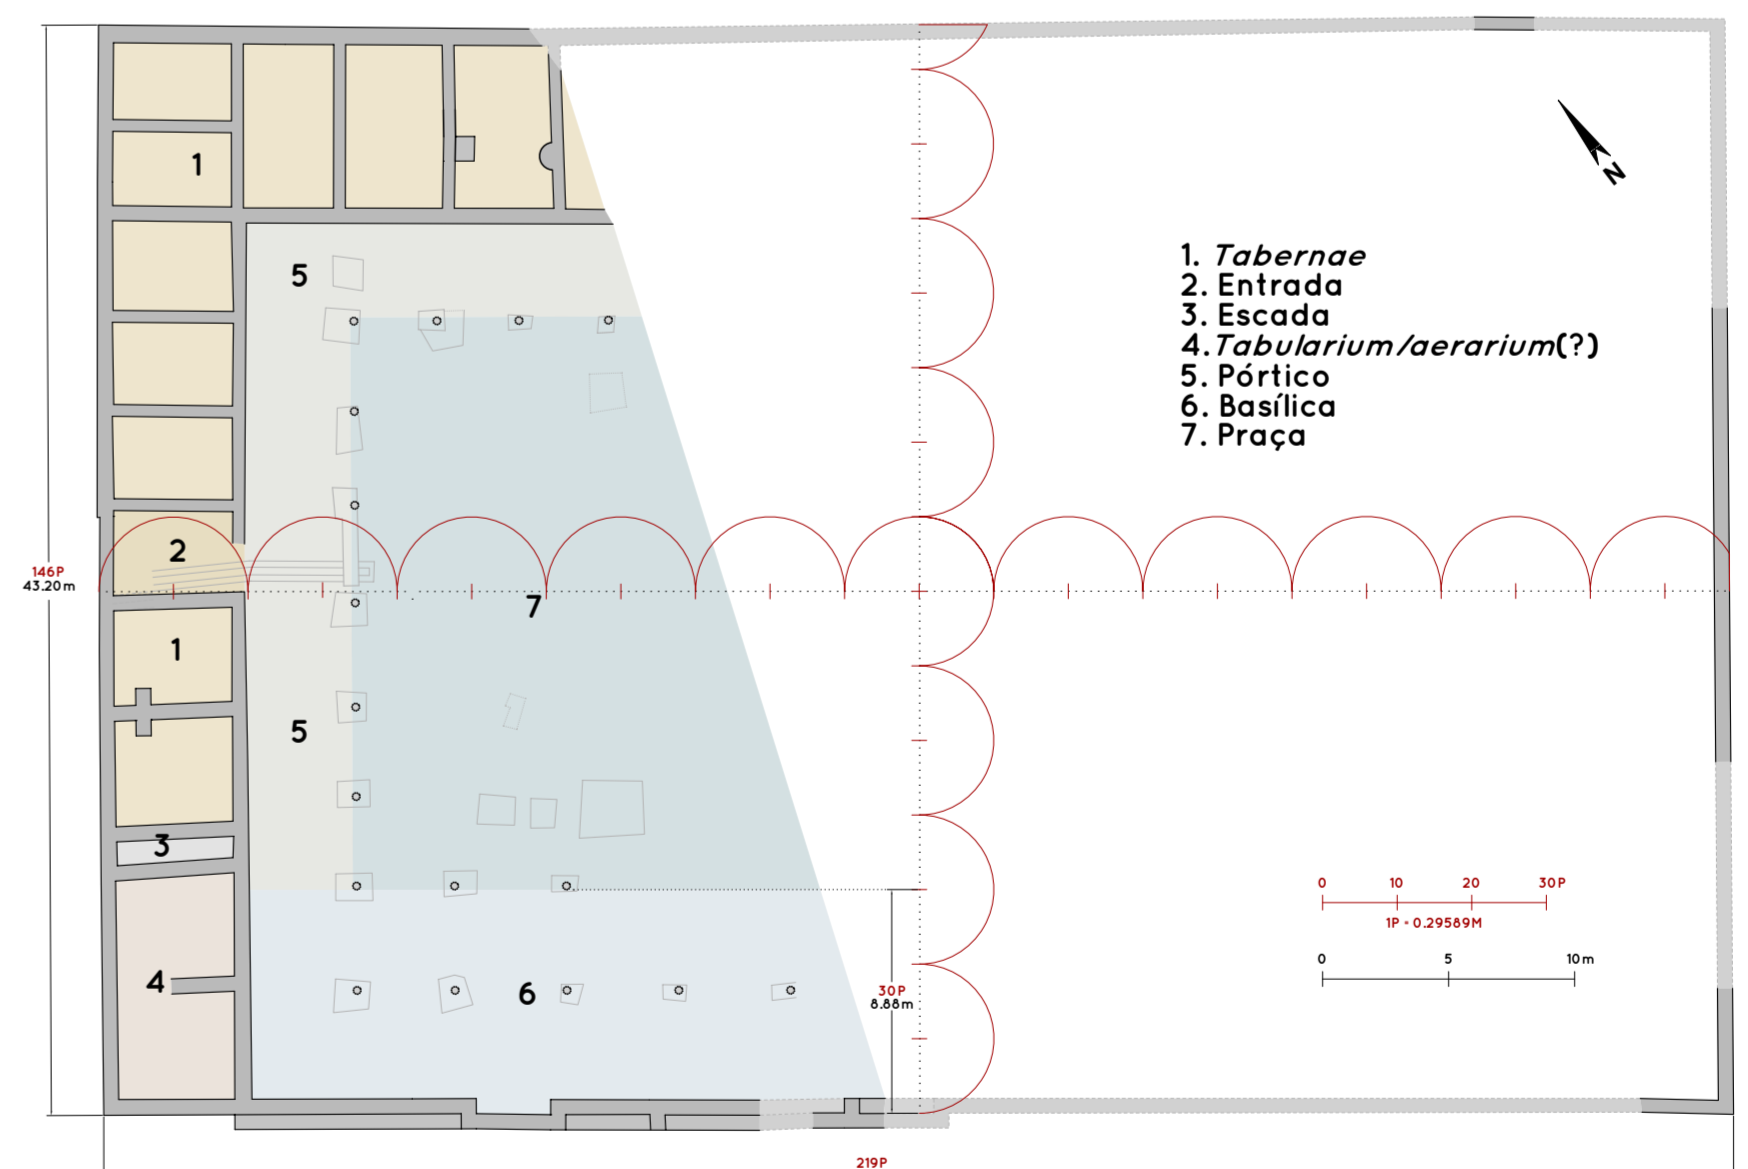 1
N
5
1. Tabernae
2. Entrada
3. Escada
4. Tabularium/aerarium(?)
5. Pórtico
6. Basílica
7. Praça
2
146P
43.20m
7
1
5
3
0 10 20 30P
1P = 0.29589M
0 5 10m
4
6
30P
8.88m
219P